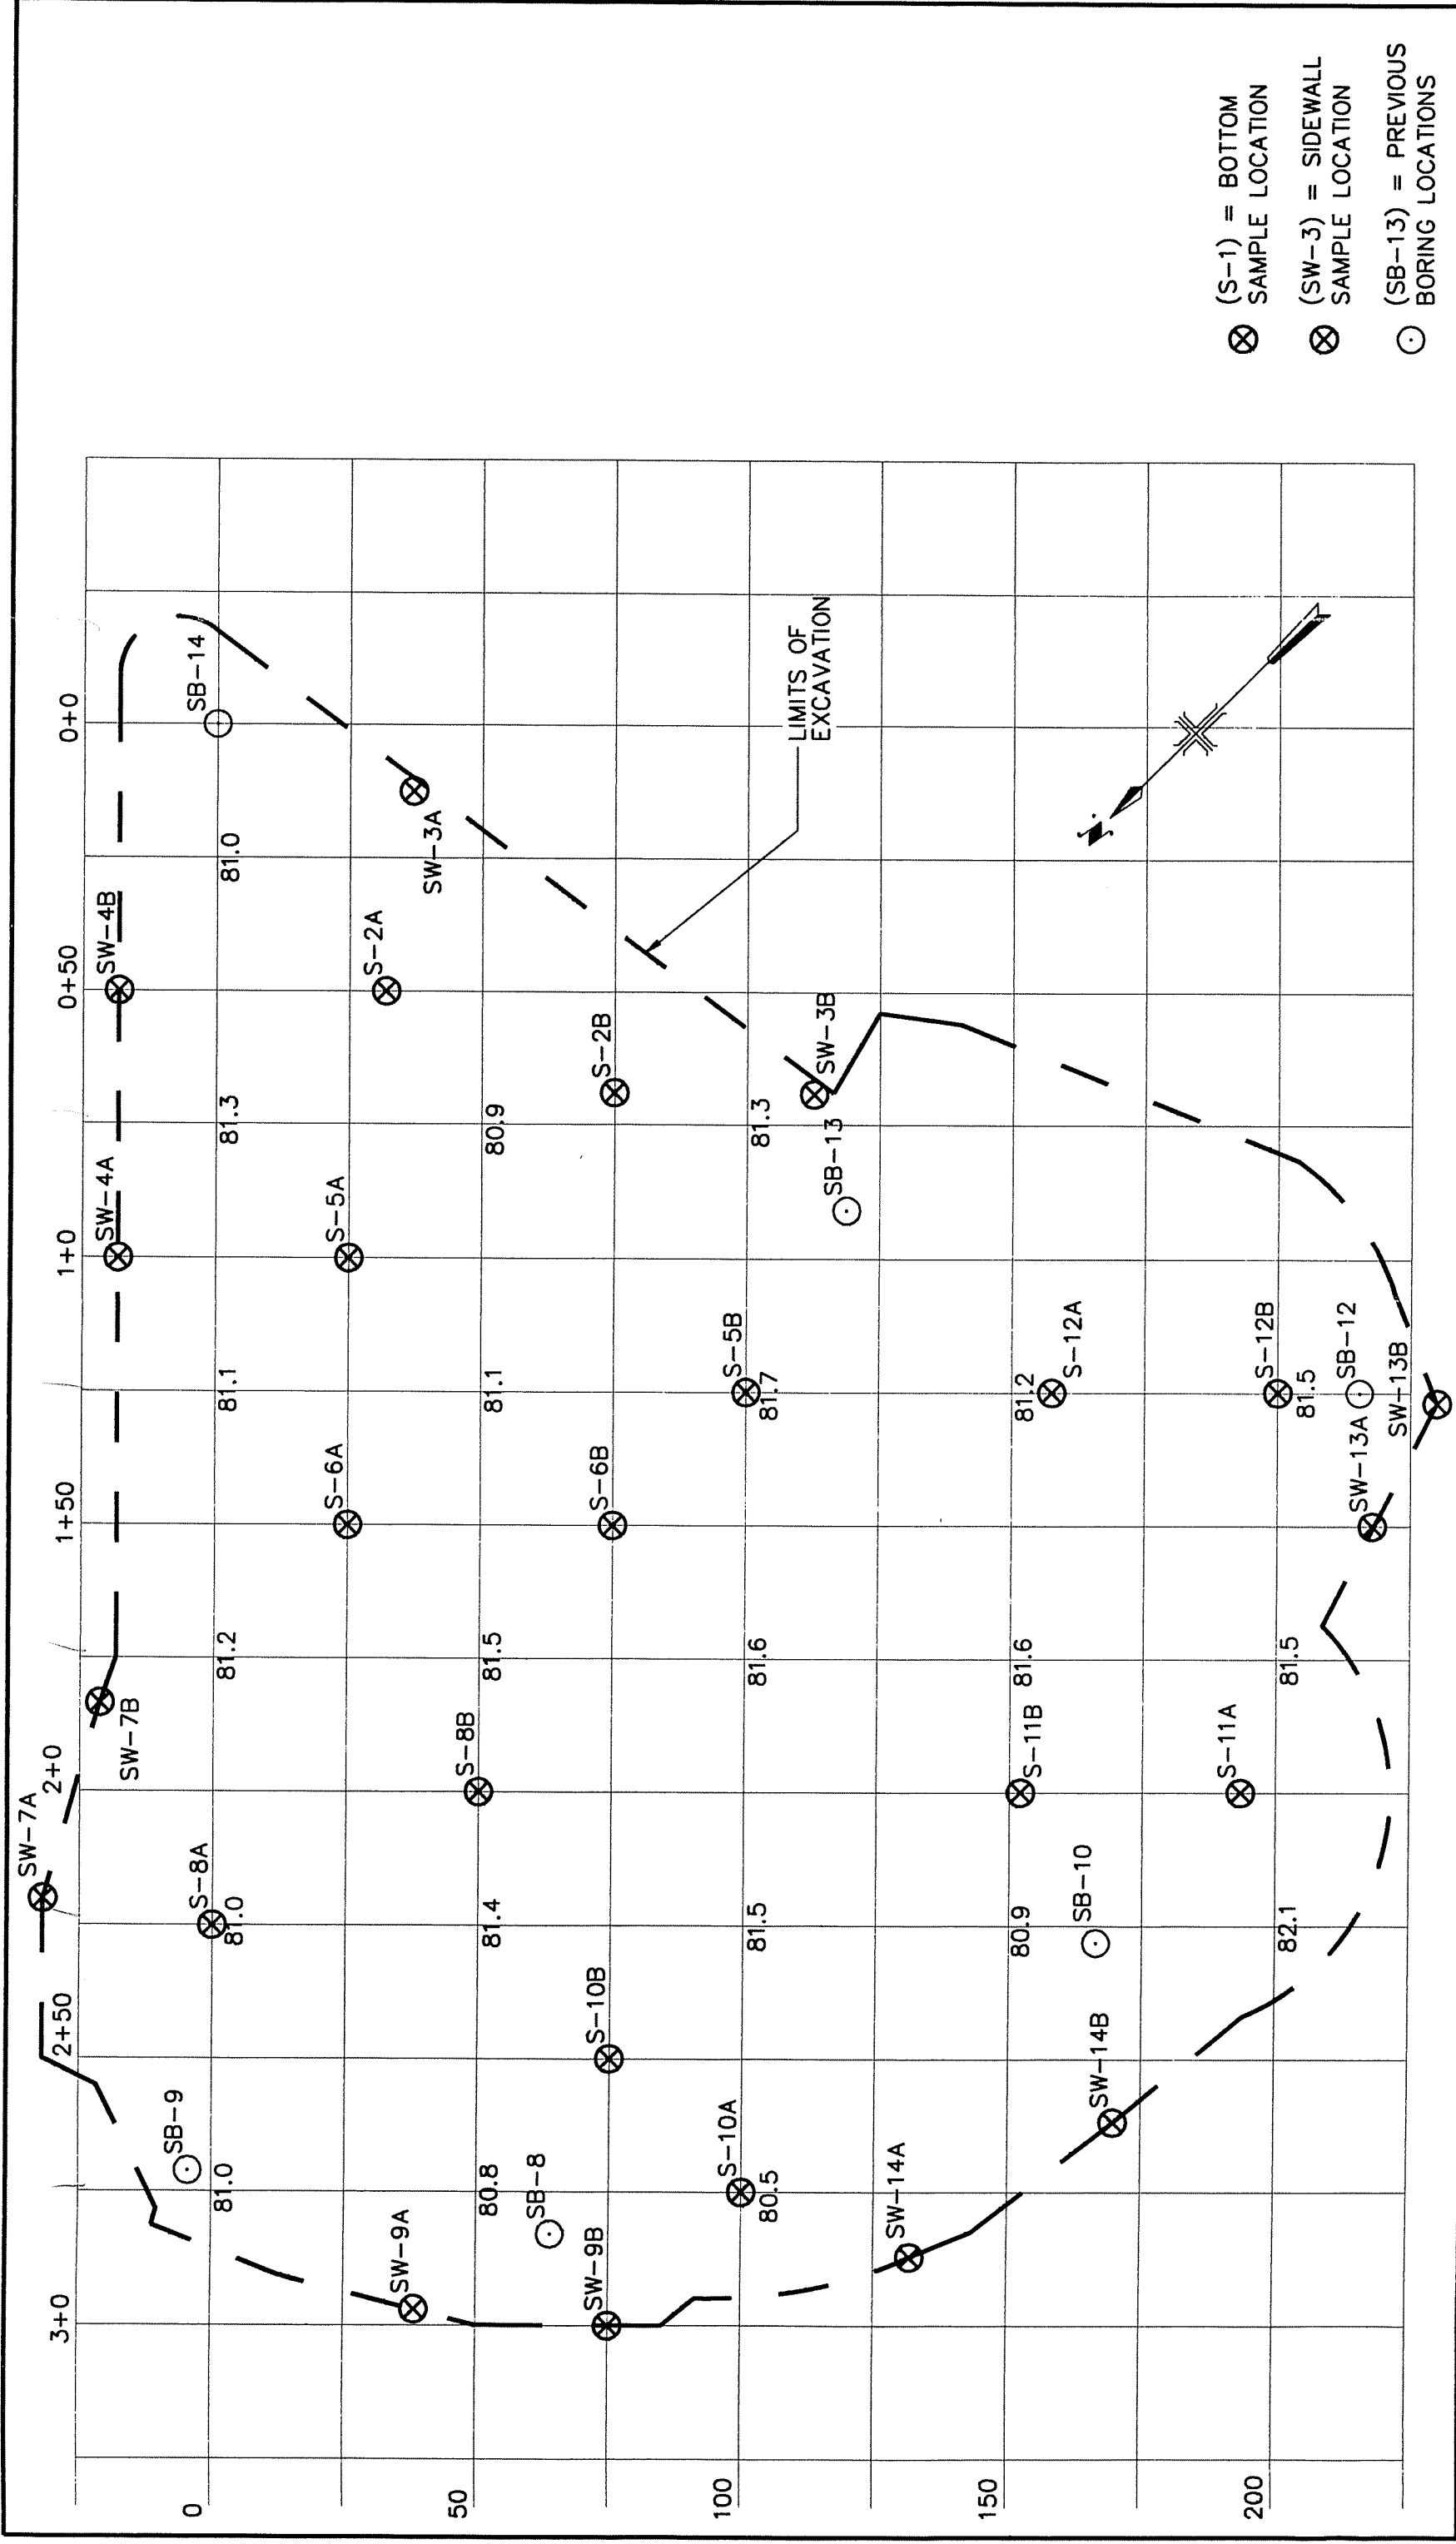 SW-7A
3+0 2+50 2+0 1+50 1+0 0+50 0+0
SW-4A SW-4B
SW-7B
SB-9
0
S-8A SB-14
81.0 81.0 81.2 81.1 81.3 81.0
S-6A S-5A
S-2A
SW-9A
SW-3A
50
S-8B
80.8 81.4 81.5 81.1 80.9
SB-8
SW-9B S-10B S-6B S-2B
100
S-10A S-5B
80.5 81.5 81.6 81.7 81.3
LIMITS OF
EXCAVATION
SW-3B
SB-13
SW-14A
150
80.9 81.6 81.2
S-11B
S-12A
SB-10
SW-14B
N.
S-11A
200
S-12B
82.1 81.5 81.5
SB-12
SW-13A
SW-13B
(S-1) = BOTTOM
SAMPLE LOCATION
(SW-3) = SIDEWALL
SAMPLE LOCATION
(SB-13) = PREVIOUS
BORING LOCATIONS